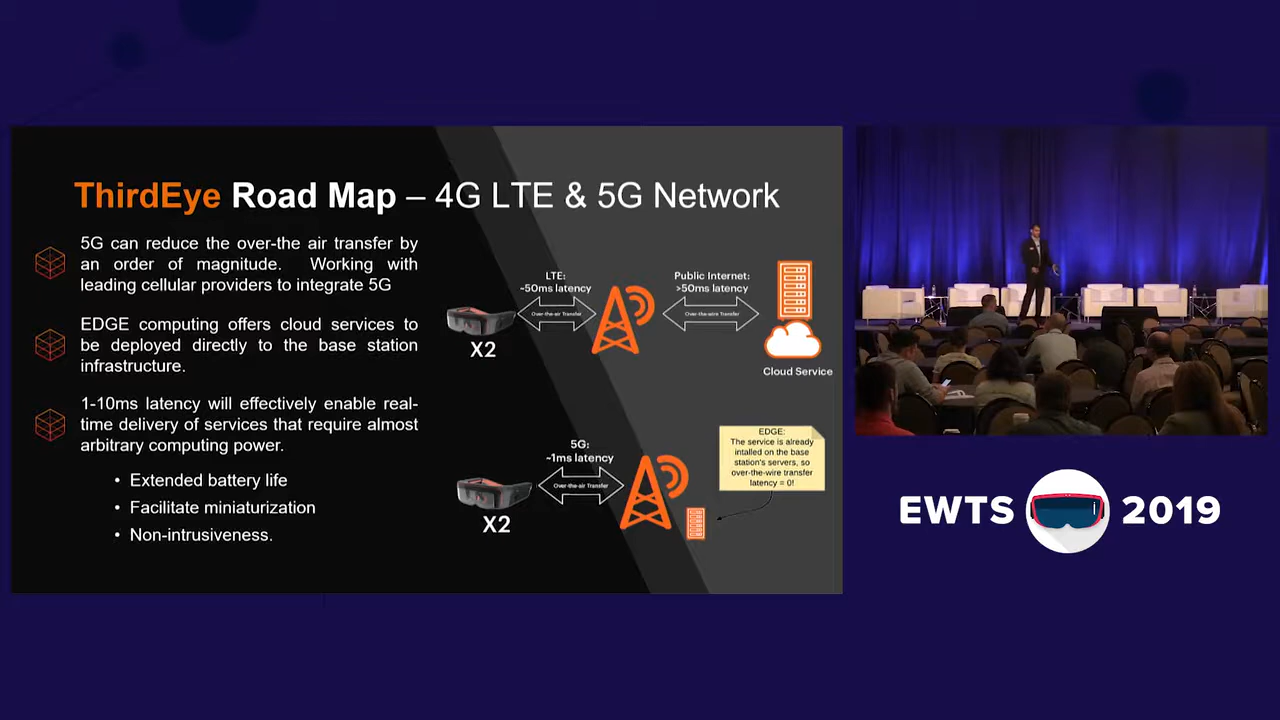 ThirdEye Road Map – 4G LTE & 5G Network
5G can reduce the over-the air transfer by
an order of magnitude. Working with
leading cellular providers to integrate 5G
EDGE computing offers cloud services to
be deployed directly to the base station
infrastructure.
1-10ms latency will effectively enable real-
time delivery of services that require almost
arbitrary computing power.
• Extended battery life
• Facilitate miniaturization
• Non-intrusiveness.
LTE:
~50ms latency
Over-the-air Transfer
X2
Public Internet:
>50ms latency
Over-the-wire Transfer
Cloud Service
5G:
~1ms latency
Over-the-air Transfer
X2
EDGE:
The service is already
intalled on the base
station's servers, so
over-the-wire transfer
latency = 0!
EWTS 2019